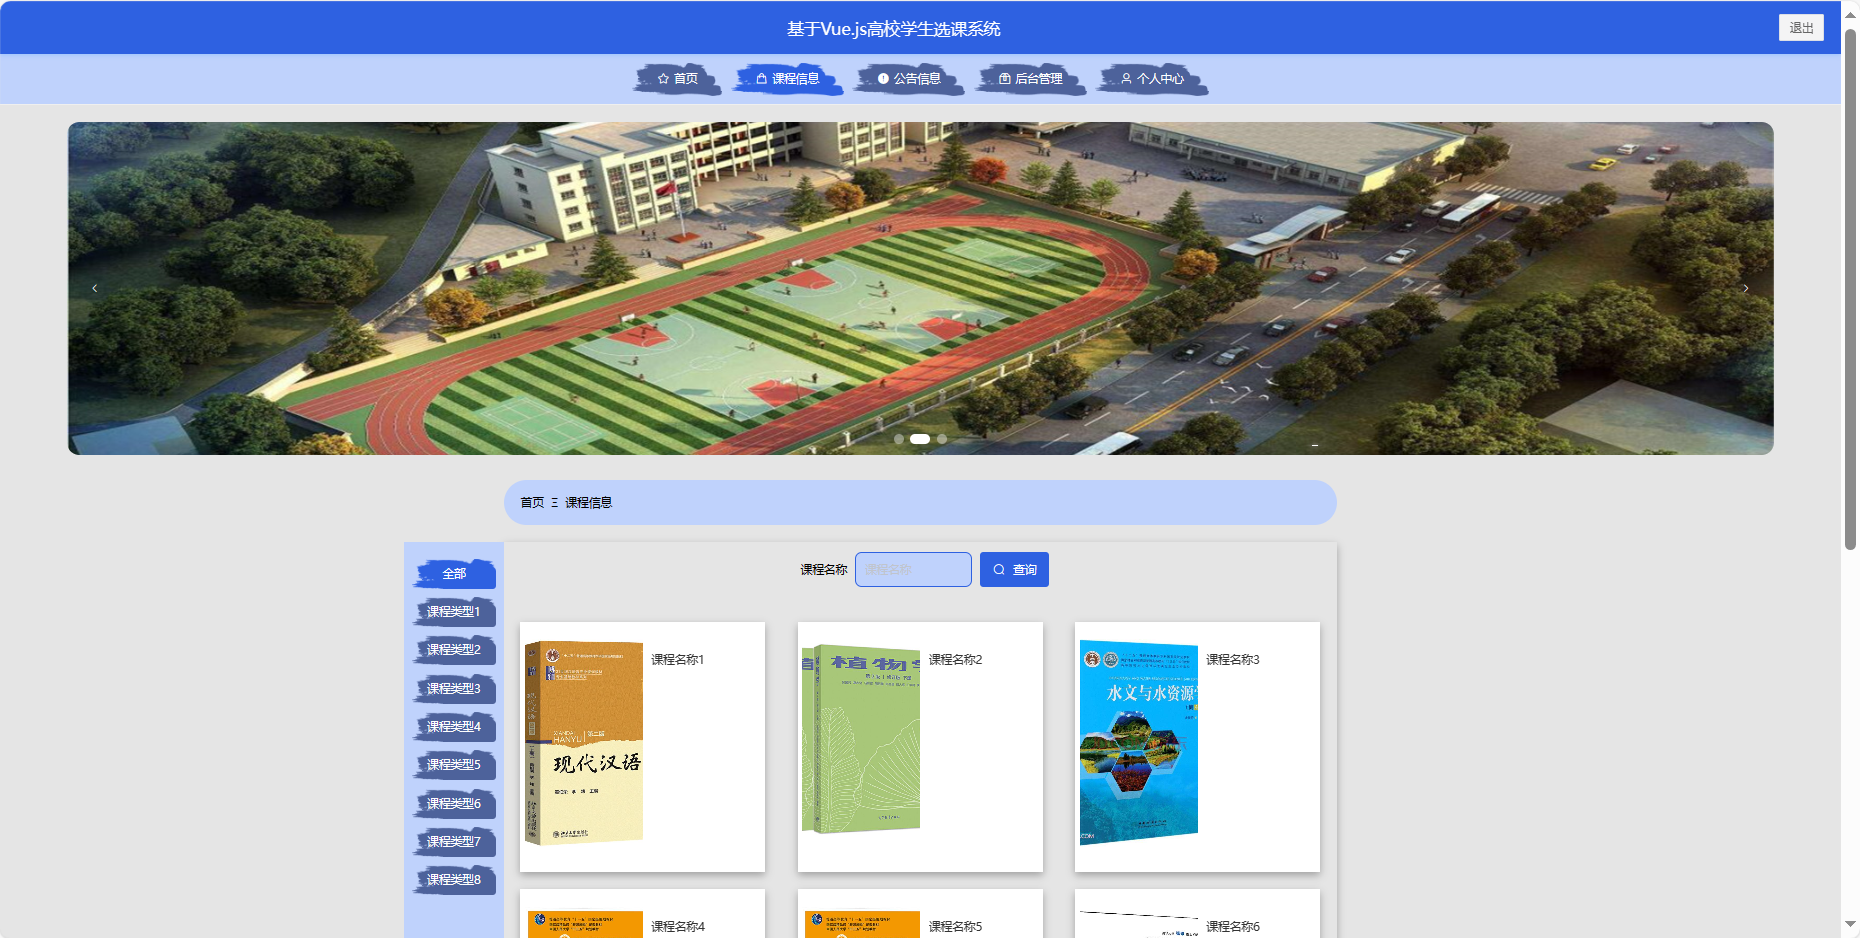 基于Vue.js高校学生选课系统
退出
首页
课程信息
公告信息
后台管理
个人中心
首页 Ξ 课程信息
全部
课程类型1
课程类型2
课程类型3
课程类型4
课程类型5
课程类型6
课程类型7
课程类型8
课程名称 课程名称 查询
课程名称1
现代汉语
XIANDAI
HANYU
课程名称2
植物学
课程名称3
水文与水资源学
课程名称4
课程名称5
课程名称6